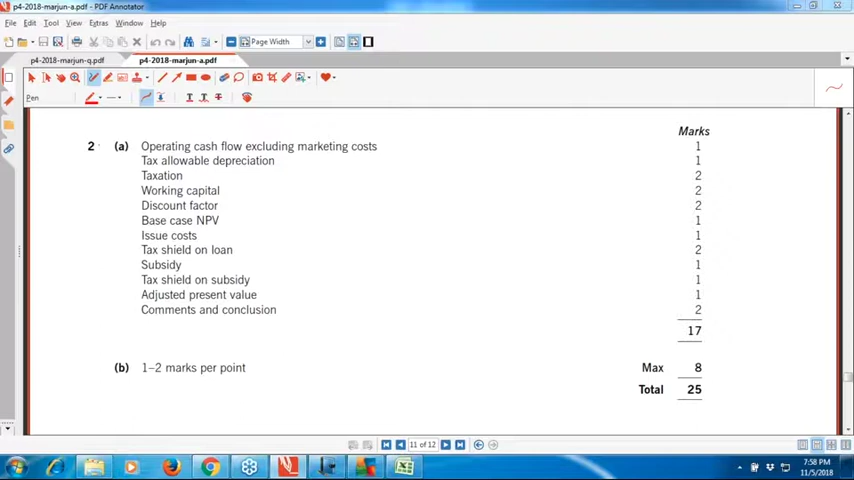 p4-2018-marjun-a.pdf - PDF Annotator
File Edit Tool View Extras Window Help
Page Width
p4-2018-marjun-q.pdf p4-2018-marjun-a.pdf
Pen
Marks
2 (a) Operating cash flow excluding marketing costs 1
Tax allowable depreciation 1
Taxation 2
Working capital 2
Discount factor 2
Base case NPV 1
Issue costs 1
Tax shield on loan 2
Subsidy 1
Tax shield on subsidy 1
Adjusted present value 1
Comments and conclusion 2
17
(b) 1–2 marks per point Max 8
Total 25
11 of 12
7:58 PM
11/5/2018